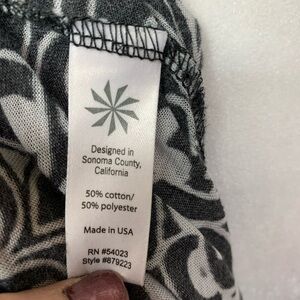 Designed in
Sonoma County,
California
50% cotton/
50% polyester
Made in USA
RN #54023
Style #879223